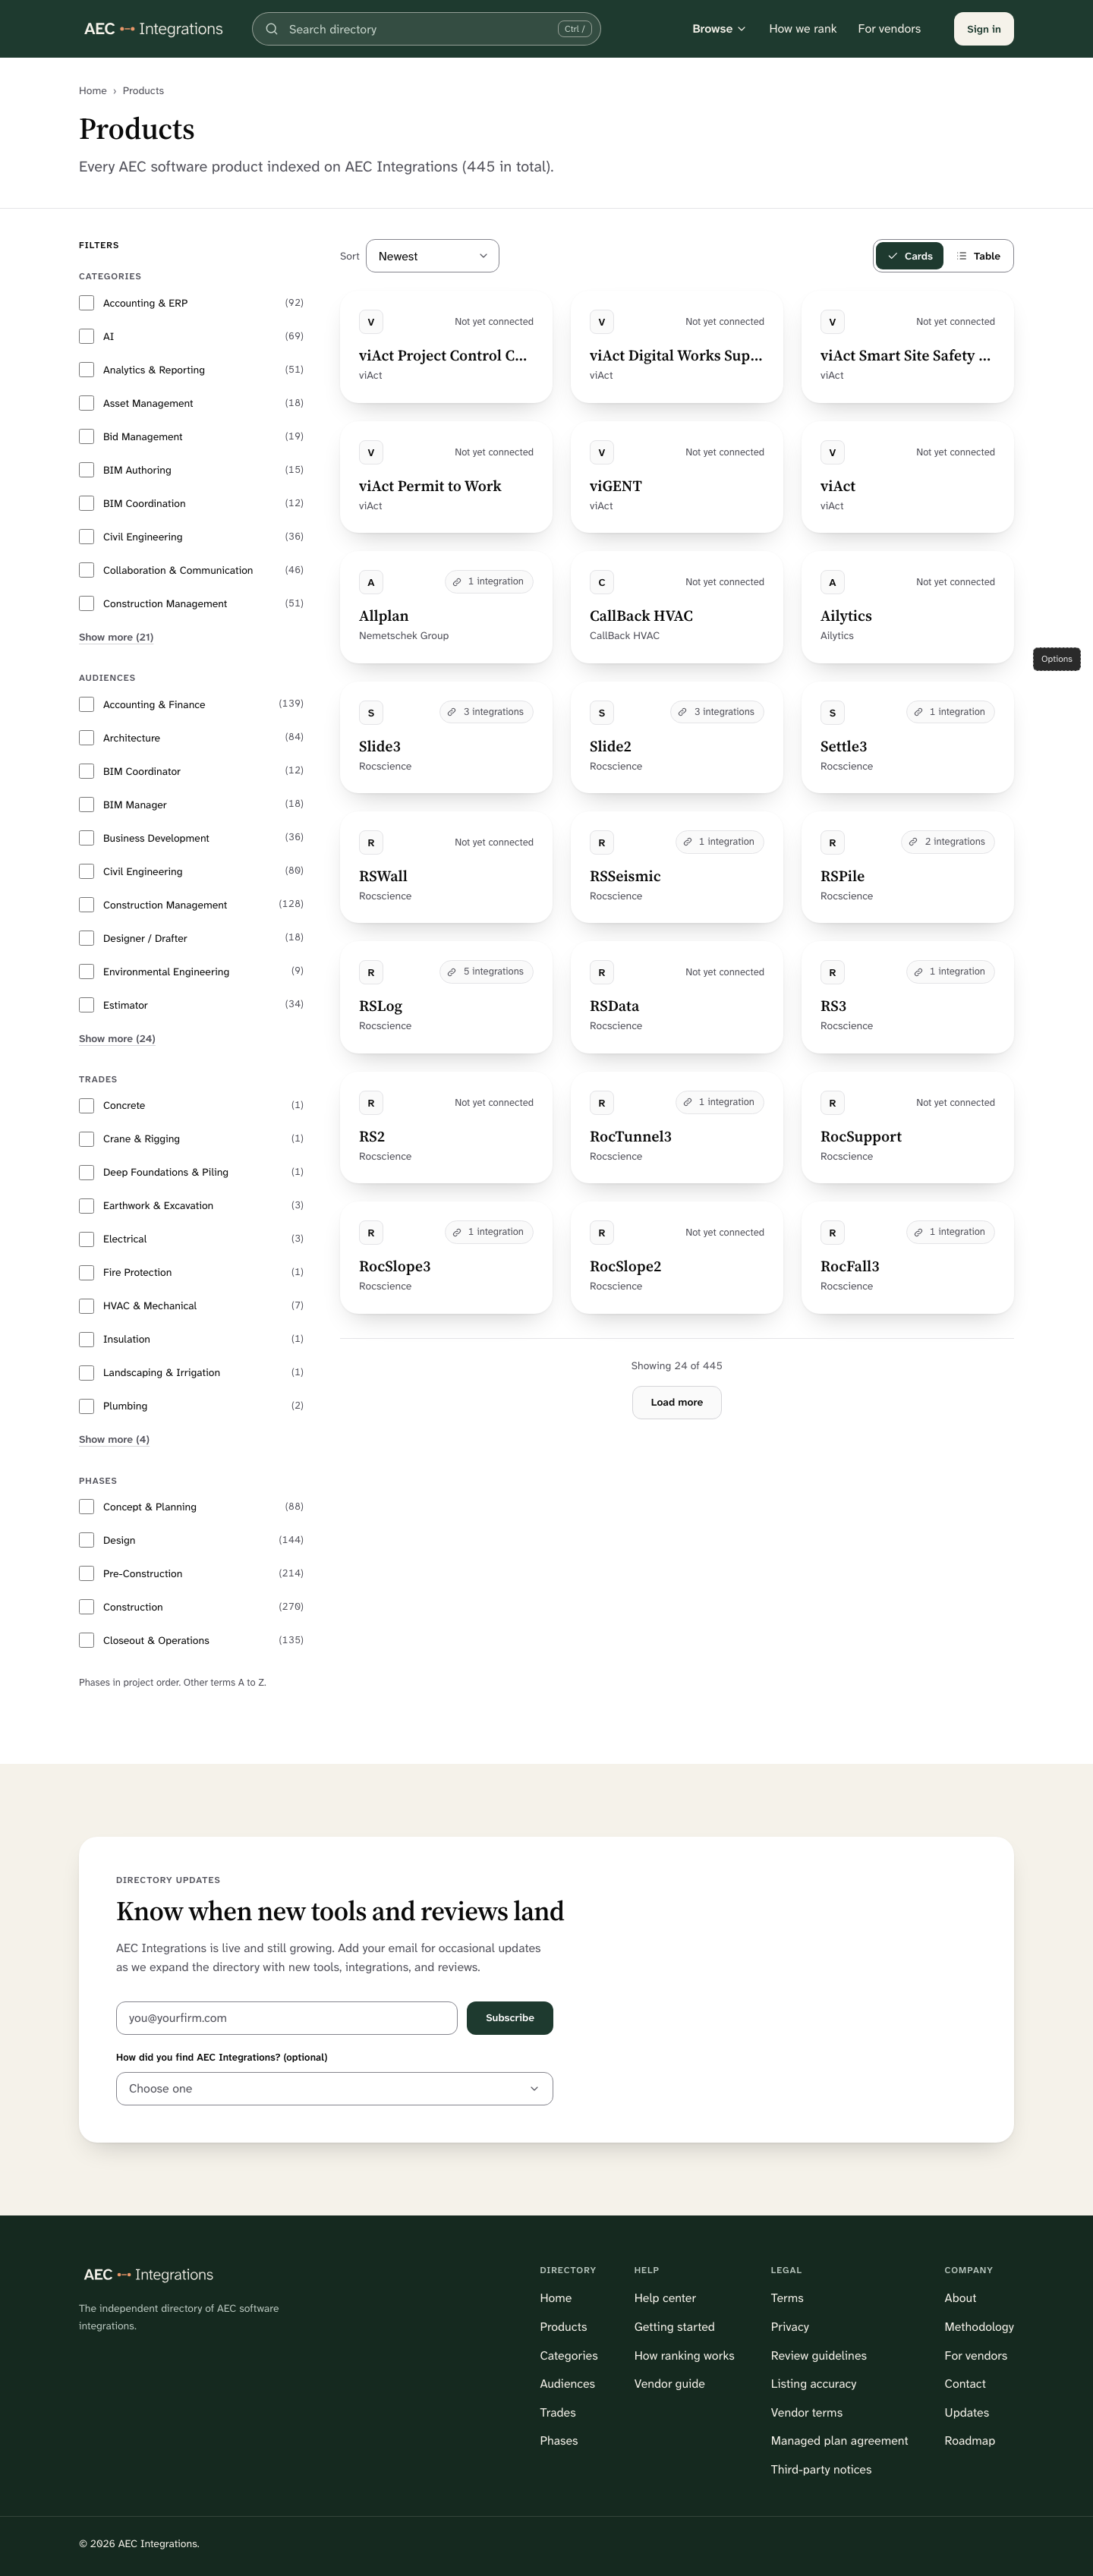 AEC Integrations
Search directory
Ctrl /
Browse
How we rank
For vendors
Sign in
Home › Products
Products
Every AEC software product indexed on AEC Integrations (445 in total).
FILTERS
CATEGORIES
Accounting & ERP (92)
AI (69)
Analytics & Reporting (51)
Asset Management (18)
Bid Management (19)
BIM Authoring (15)
BIM Coordination (12)
Civil Engineering (36)
Collaboration & Communication (46)
Construction Management (51)
Show more (21)
AUDIENCES
Accounting & Finance (139)
Architecture (84)
BIM Coordinator (12)
BIM Manager (18)
Business Development (36)
Civil Engineering (80)
Construction Management (128)
Designer / Drafter (18)
Environmental Engineering (9)
Estimator (34)
Show more (24)
TRADES
Concrete (1)
Crane & Rigging (1)
Deep Foundations & Piling (1)
Earthwork & Excavation (3)
Electrical (3)
Fire Protection (1)
HVAC & Mechanical (7)
Insulation (1)
Landscaping & Irrigation (1)
Plumbing (2)
Show more (4)
PHASES
Concept & Planning (88)
Design (144)
Pre-Construction (214)
Construction (270)
Closeout & Operations (135)
Phases in project order. Other terms A to Z.
Sort
Newest
Cards
Table
V Not yet connected
viAct Project Control C...
viAct
V Not yet connected
viAct Digital Works Sup...
viAct
V Not yet connected
viAct Smart Site Safety ...
viAct
V Not yet connected
viAct Permit to Work
viAct
V Not yet connected
viGENT
viAct
V Not yet connected
viAct
viAct
A 1 integration
Allplan
Nemetschek Group
C Not yet connected
CallBack HVAC
CallBack HVAC
A Not yet connected
Ailytics
Ailytics
S 3 integrations
Slide3
Rocscience
S 3 integrations
Slide2
Rocscience
S 1 integration
Settle3
Rocscience
R Not yet connected
RSWall
Rocscience
R 1 integration
RSSeismic
Rocscience
R 2 integrations
RSPile
Rocscience
R 5 integrations
RSLog
Rocscience
R Not yet connected
RSData
Rocscience
R 1 integration
RS3
Rocscience
R Not yet connected
RS2
Rocscience
R 1 integration
RocTunnel3
Rocscience
R Not yet connected
RocSupport
Rocscience
R 1 integration
RocSlope3
Rocscience
R Not yet connected
RocSlope2
Rocscience
R 1 integration
RocFall3
Rocscience
Showing 24 of 445
Load more
Options
DIRECTORY UPDATES
Know when new tools and reviews land
AEC Integrations is live and still growing. Add your email for occasional updates
as we expand the directory with new tools, integrations, and reviews.
you@yourfirm.com
Subscribe
How did you find AEC Integrations? (optional)
Choose one
AEC Integrations
The independent directory of AEC software
integrations.
DIRECTORY
Home
Products
Categories
Audiences
Trades
Phases
HELP
Help center
Getting started
How ranking works
Vendor guide
LEGAL
Terms
Privacy
Review guidelines
Listing accuracy
Vendor terms
Managed plan agreement
Third-party notices
COMPANY
About
Methodology
For vendors
Contact
Updates
Roadmap
© 2026 AEC Integrations.